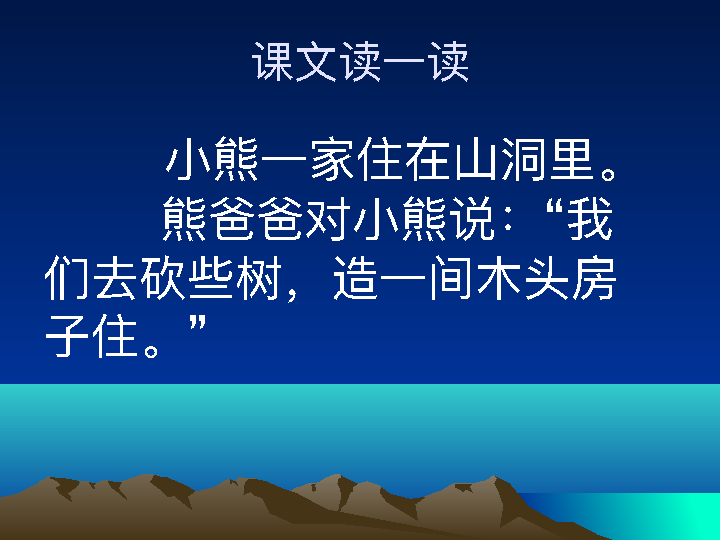 课文读一读
小熊一家住在山洞里。
熊爸爸对小熊说：“我
们去砍些树，造一间木头房
子住。”